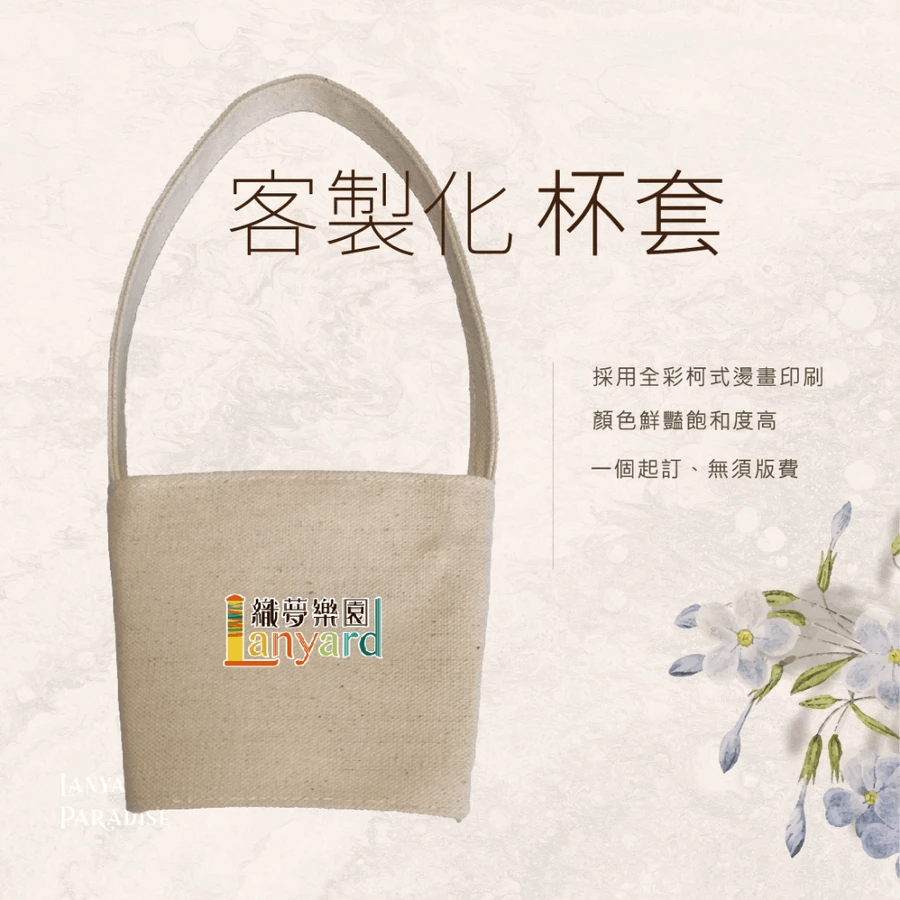 客製化 杯套
採用全彩柯式燙畫印刷
顏色鮮豔飽和度高
一個起訂、無須版費
織夢樂園
Lanyard
LANYA
PARADISE